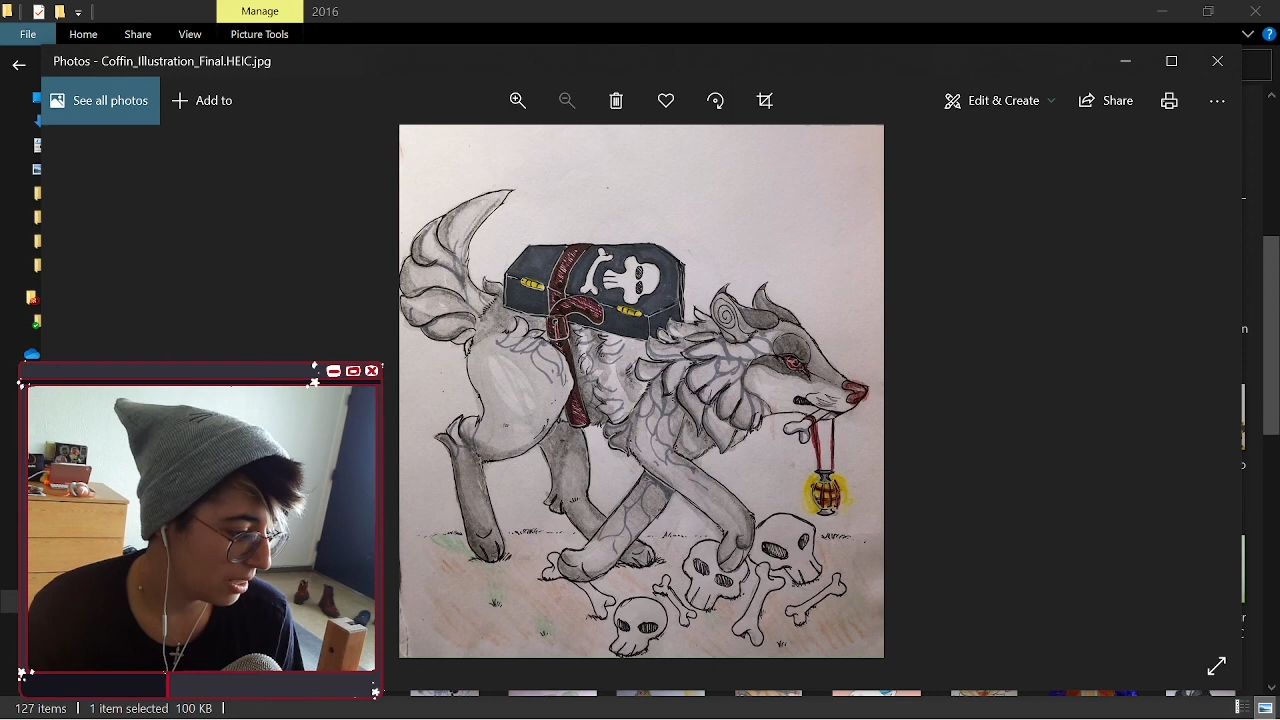 Manage 2016
File Home Share View Picture Tools
Photos - Coffin_Illustration_Final.HEIC.jpg
See all photos Add to Edit & Create Share
127 items 1 item selected 100 KB